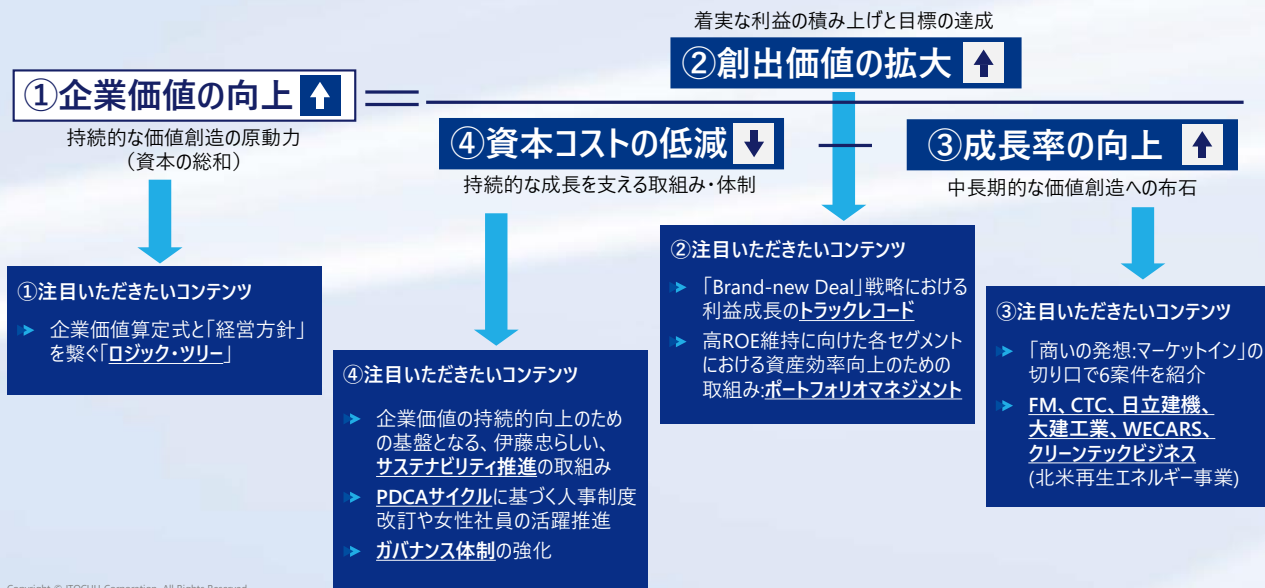 着実な利益の積み上げと目標の達成
②創出価値の拡大
①企業価値の向上
持続的な価値創造の原動力
（資本の総和）
④資本コストの低減
持続的な成長を支える取組み・体制
③成長率の向上
中長期的な価値創造への布石
①注目いただきたいコンテンツ
企業価値算定式と「経営方針」
を繋ぐ「ロジック・ツリー」
④注目いただきたいコンテンツ
企業価値の持続的向上のため
の基盤となる、伊藤忠らしい、
サステナビリティ推進の取組み
PDCAサイクルに基づく人事制度
改訂や女性社員の活躍推進
ガバナンス体制の強化
②注目いただきたいコンテンツ
「Brand-new Deal」戦略における
利益成長のトラックレコード
高ROE維持に向けた各セグメント
における資産効率向上のための
取組み:ポートフォリオマネジメント
③注目いただきたいコンテンツ
「商いの発想:マーケットイン」の
切り口で6案件を紹介
FM、CTC、日立建機、
大建工業、WECARS、
クリーンテックビジネス
(北米再生エネルギー事業)
Copyright © ITOCHU Corporation. All Rights Reserved.